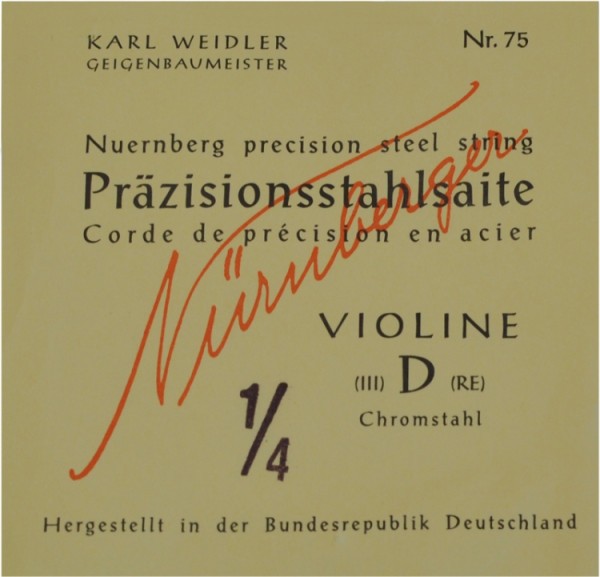 KARL WEIDLER Nr. 75
GEIGENBAUMEISTER
Nuernberg precision steel string
Präzisionsstahlsaite
Corde de précision en acier
Nürnberger
VIOLINE
(III) D (RE)
Chromstahl
1/4
Hergestellt in der Bundesrepublik Deutschland